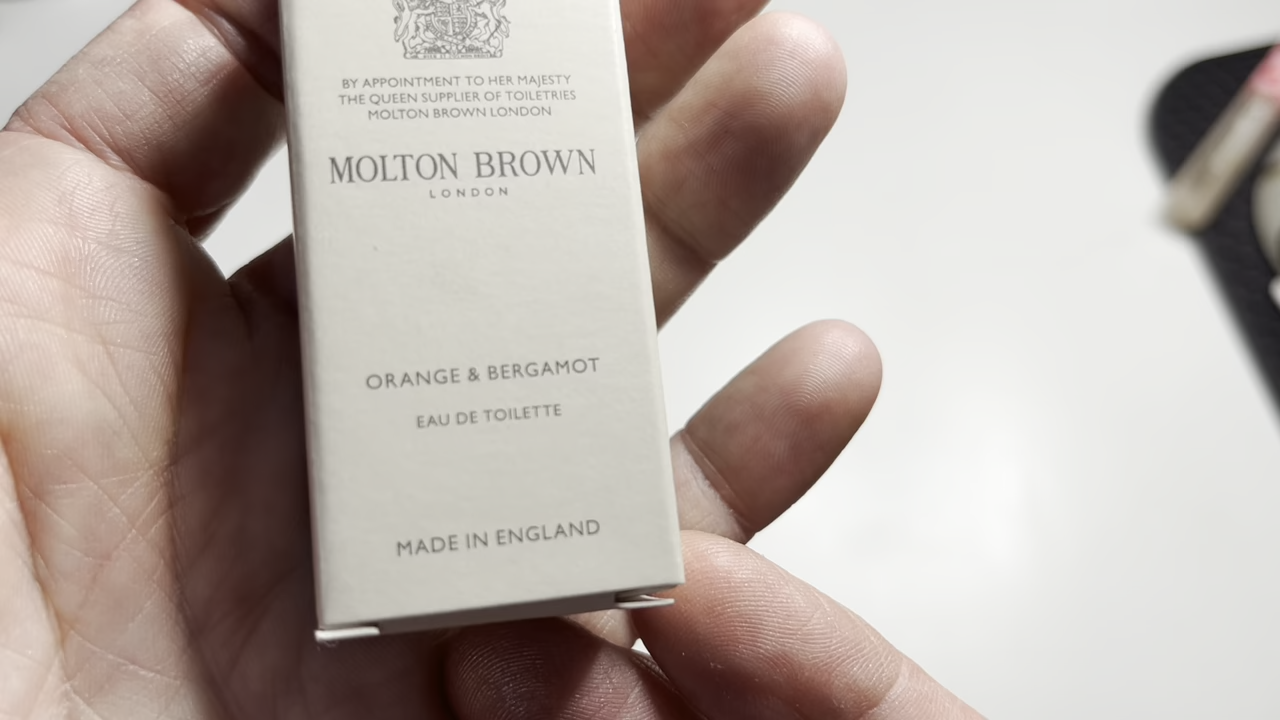 BY APPOINTMENT TO HER MAJESTY
THE QUEEN SUPPLIER OF TOILETRIES
MOLTON BROWN LONDON
MOLTON BROWN
LONDON
ORANGE & BERGAMOT
EAU DE TOILETTE
MADE IN ENGLAND